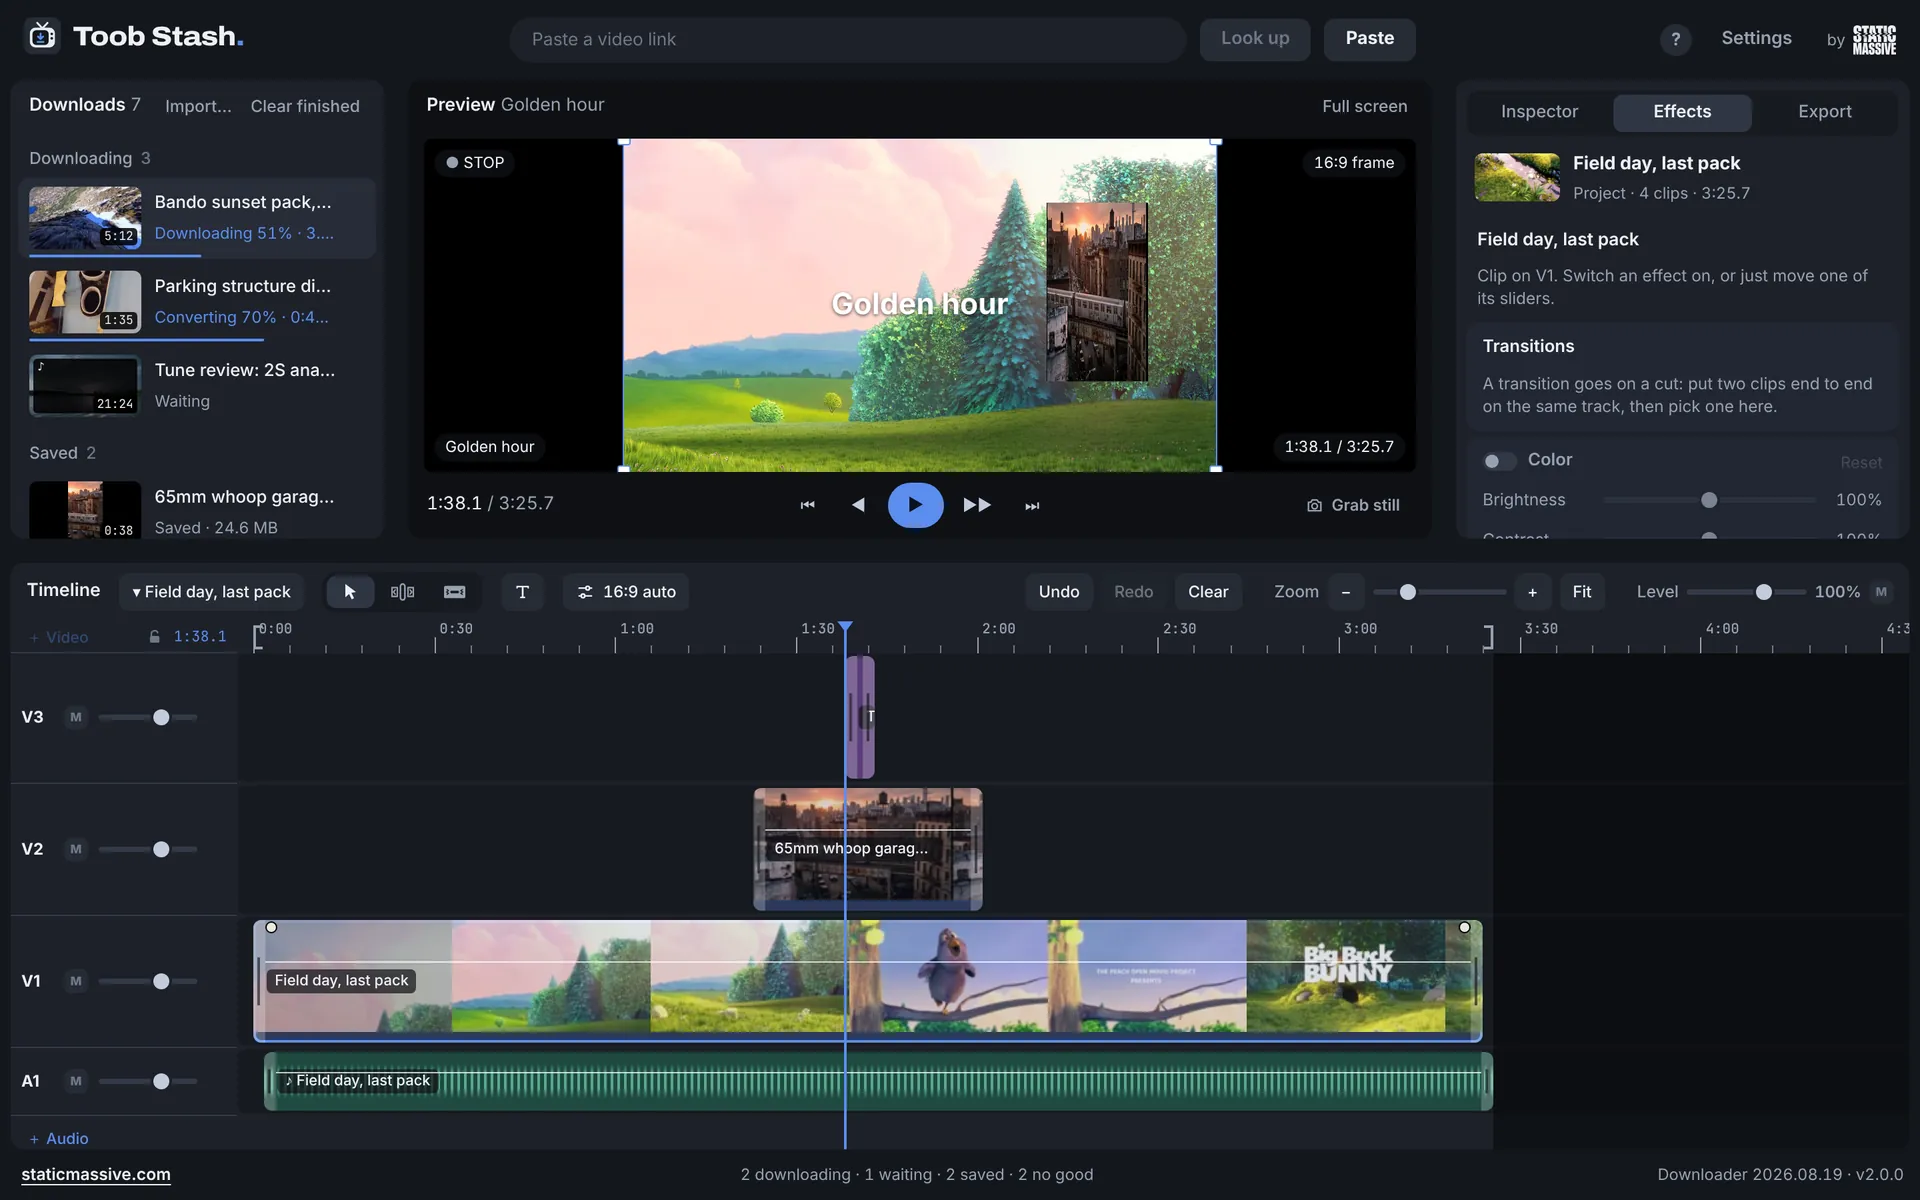 Toob Stash.
Paste a video link
Look up
Paste
?
Settings
by STATIC MASSIVE
Downloads 7
Import...
Clear finished
Downloading 3
5:12
Bando sunset pack,...
Downloading 51% · 3....
1:35
Parking structure di...
Converting 70% · 0:4...
♪
21:24
Tune review: 2S ana...
Waiting
Saved 2
0:38
65mm whoop garag...
Saved · 24.6 MB
Preview Golden hour
Full screen
STOP
16:9 frame
Golden hour
Golden hour
1:38.1 / 3:25.7
1:38.1 / 3:25.7
Grab still
Inspector
Effects
Export
Field day, last pack
Project · 4 clips · 3:25.7
Field day, last pack
Clip on V1. Switch an effect on, or just move one of
its sliders.
Transitions
A transition goes on a cut: put two clips end to end
on the same track, then pick one here.
Color
Reset
Brightness
100%
Contrast
100%
Timeline
▾ Field day, last pack
T
16:9 auto
Undo
Redo
Clear
Zoom
−
+
Fit
Level
100%
M
+ Video
1:38.1
0:00
0:30
1:00
1:30
2:00
2:30
3:00
3:30
4:00
4:3
V3
M
T
V2
M
65mm whoop garag...
V1
M
Field day, last pack
THE PEACH OPEN MOVIE PROJECT
PRESENTS
Big Buck
BUNNY
A1
M
♪ Field day, last pack
+ Audio
staticmassive.com
2 downloading · 1 waiting · 2 saved · 2 no good
Downloader 2026.08.19 · v2.0.0